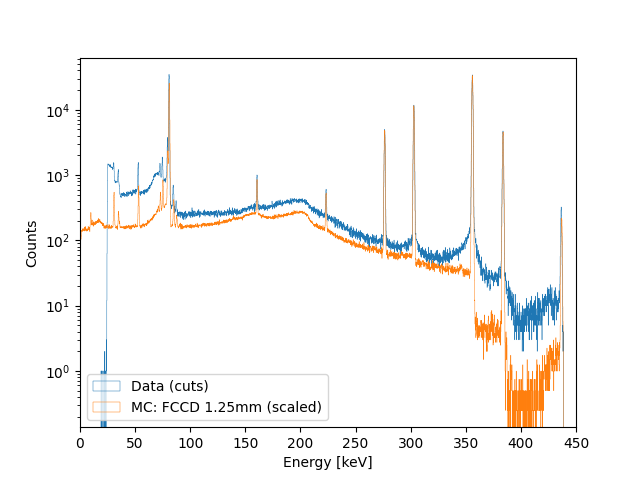 Counts
10⁴
10³
10²
10¹
10⁰
Data (cuts)
MC: FCCD 1.25mm (scaled)
0 50 100 150 200 250 300 350 400 450
Energy [keV]